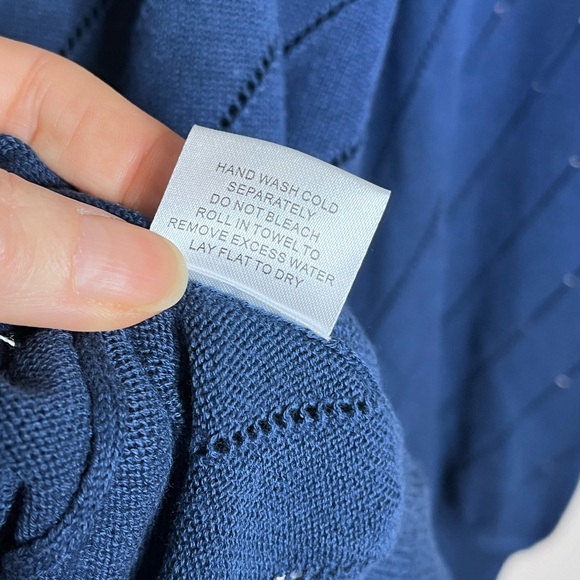 HAND WASH COLD
SEPARATELY
DO NOT BLEACH
ROLL IN TOWEL TO
REMOVE EXCESS WATER
LAY FLAT TO DRY